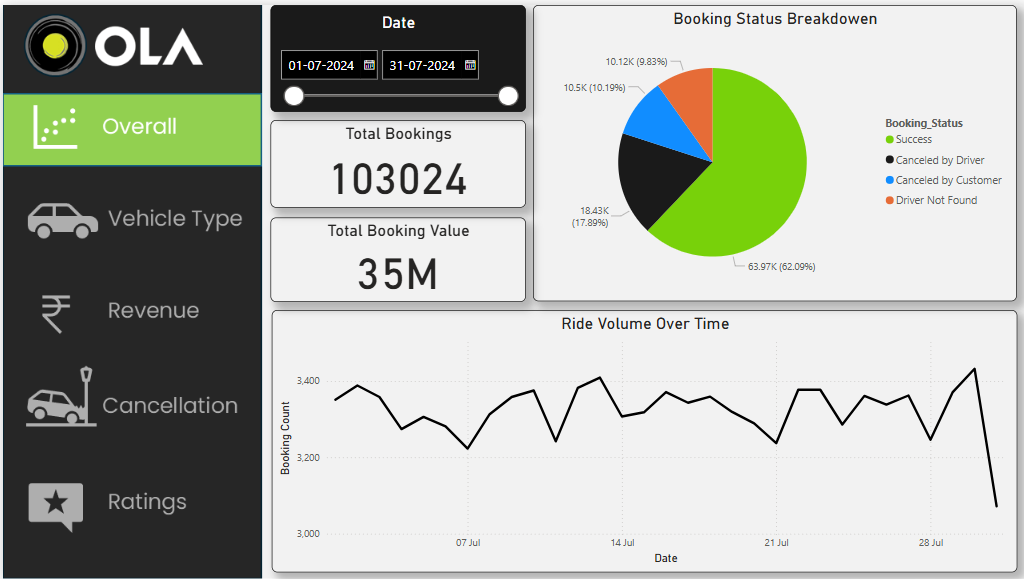 OLA
Overall
Vehicle Type
Revenue
Cancellation
Ratings
Date
01-07-2024
31-07-2024
Total Bookings
103024
Total Booking Value
35M
Booking Status Breakdowen
10.12K (9.83%)
10.5K (10.19%)
18.43K
(17.89%)
63.97K (62.09%)
Booking_Status
Success
Canceled by Driver
Canceled by Customer
Driver Not Found
Ride Volume Over Time
Booking Count
3,400
3,200
3,000
07 Jul
14 Jul
21 Jul
28 Jul
Date